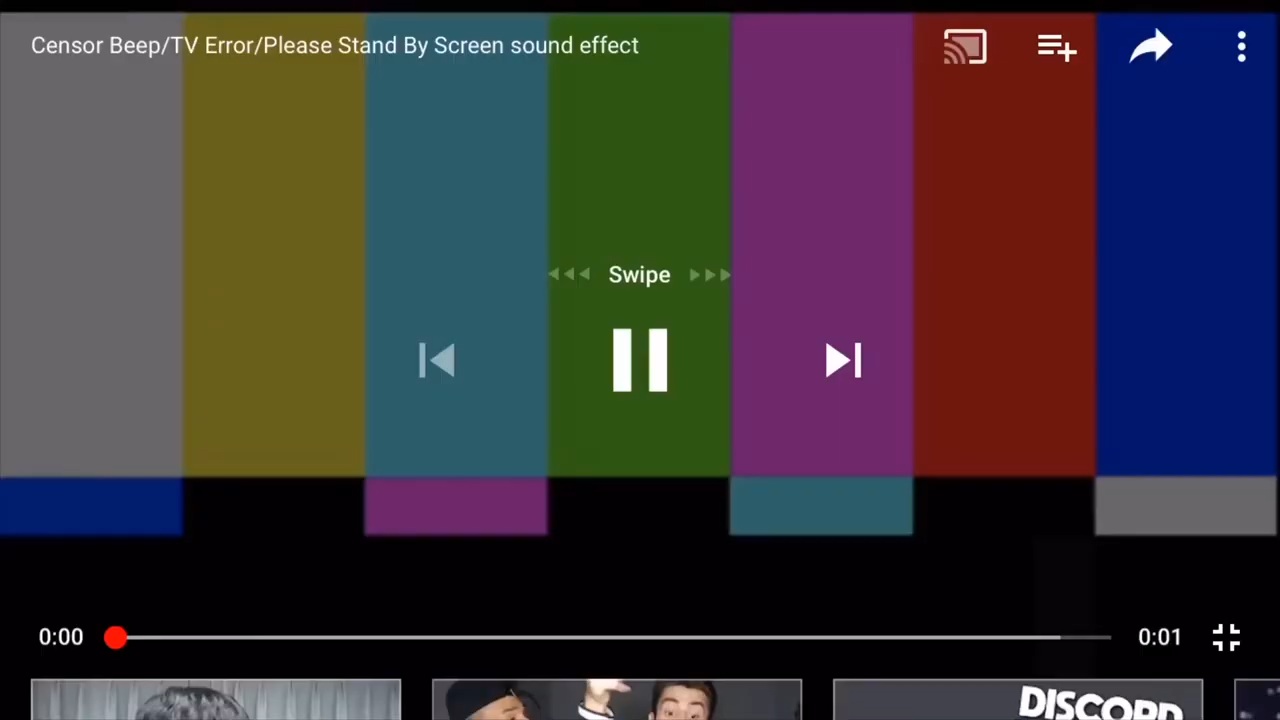 Censor Beep/TV Error/Please Stand By Screen sound effect
Swipe
0:00
0:01
DISCORD